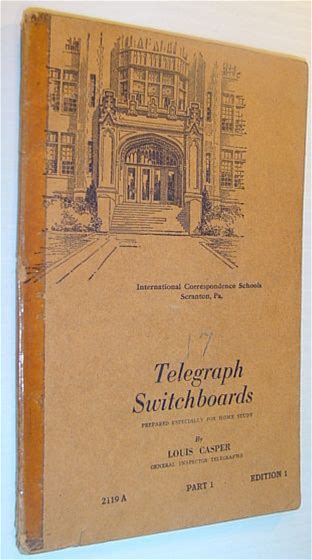 International Correspondence Schools
Scranton, Pa.
17
Telegraph
Switchboards
PREPARED ESPECIALLY FOR HOME STUDY
By
LOUIS CASPER
GENERAL INSPECTOR TELEGRAPHS
2119 A PART 1 EDITION 1